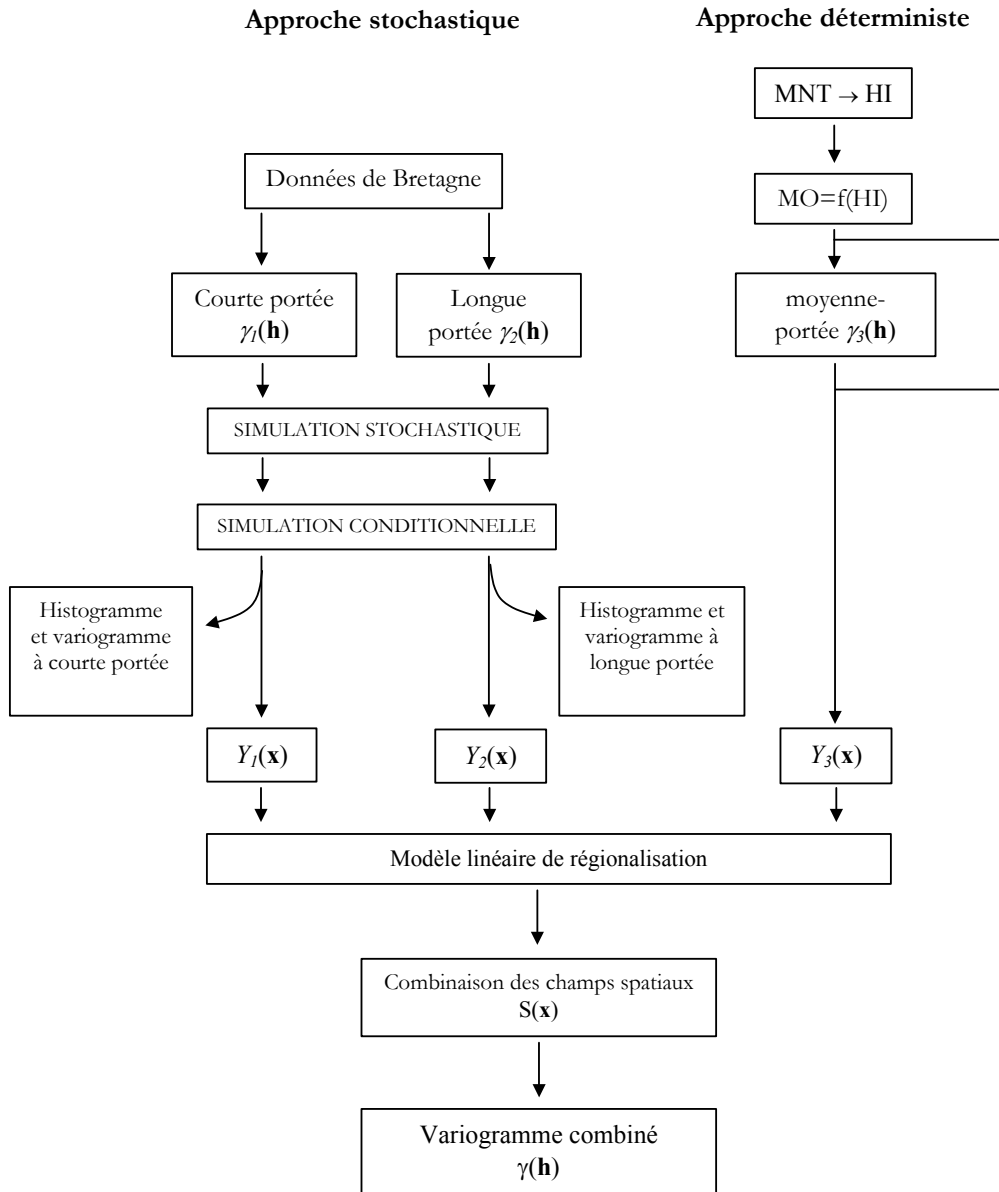 Approche stochastique
Approche déterministe
MNT → HI
MO=f(HI)
Données de Bretagne
Courte portée
γ1(h)
Longue
portée γ2(h)
moyenne-
portée γ3(h)
SIMULATION STOCHASTIQUE
SIMULATION CONDITIONNELLE
Histogramme
et variogramme
à courte portée
Histogramme et
variogramme à
longue portée
Y1(x)
Y2(x)
Y3(x)
Modèle linéaire de régionalisation
Combinaison des champs spatiaux
S(x)
Variogramme combiné
γ(h)